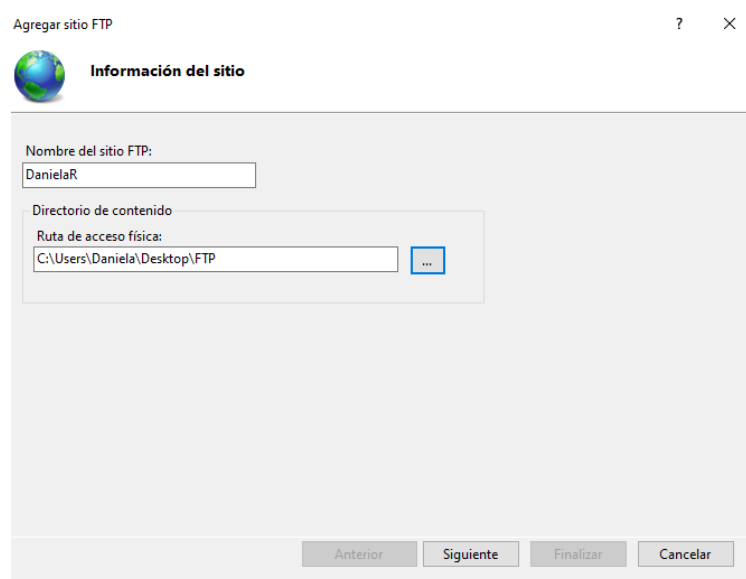 Agregar sitio FTP
?
Información del sitio
Nombre del sitio FTP:
DanielaR
Directorio de contenido
Ruta de acceso física:
C:\Users\Daniela\Desktop\FTP
...
Anterior
Siguiente
Finalizar
Cancelar